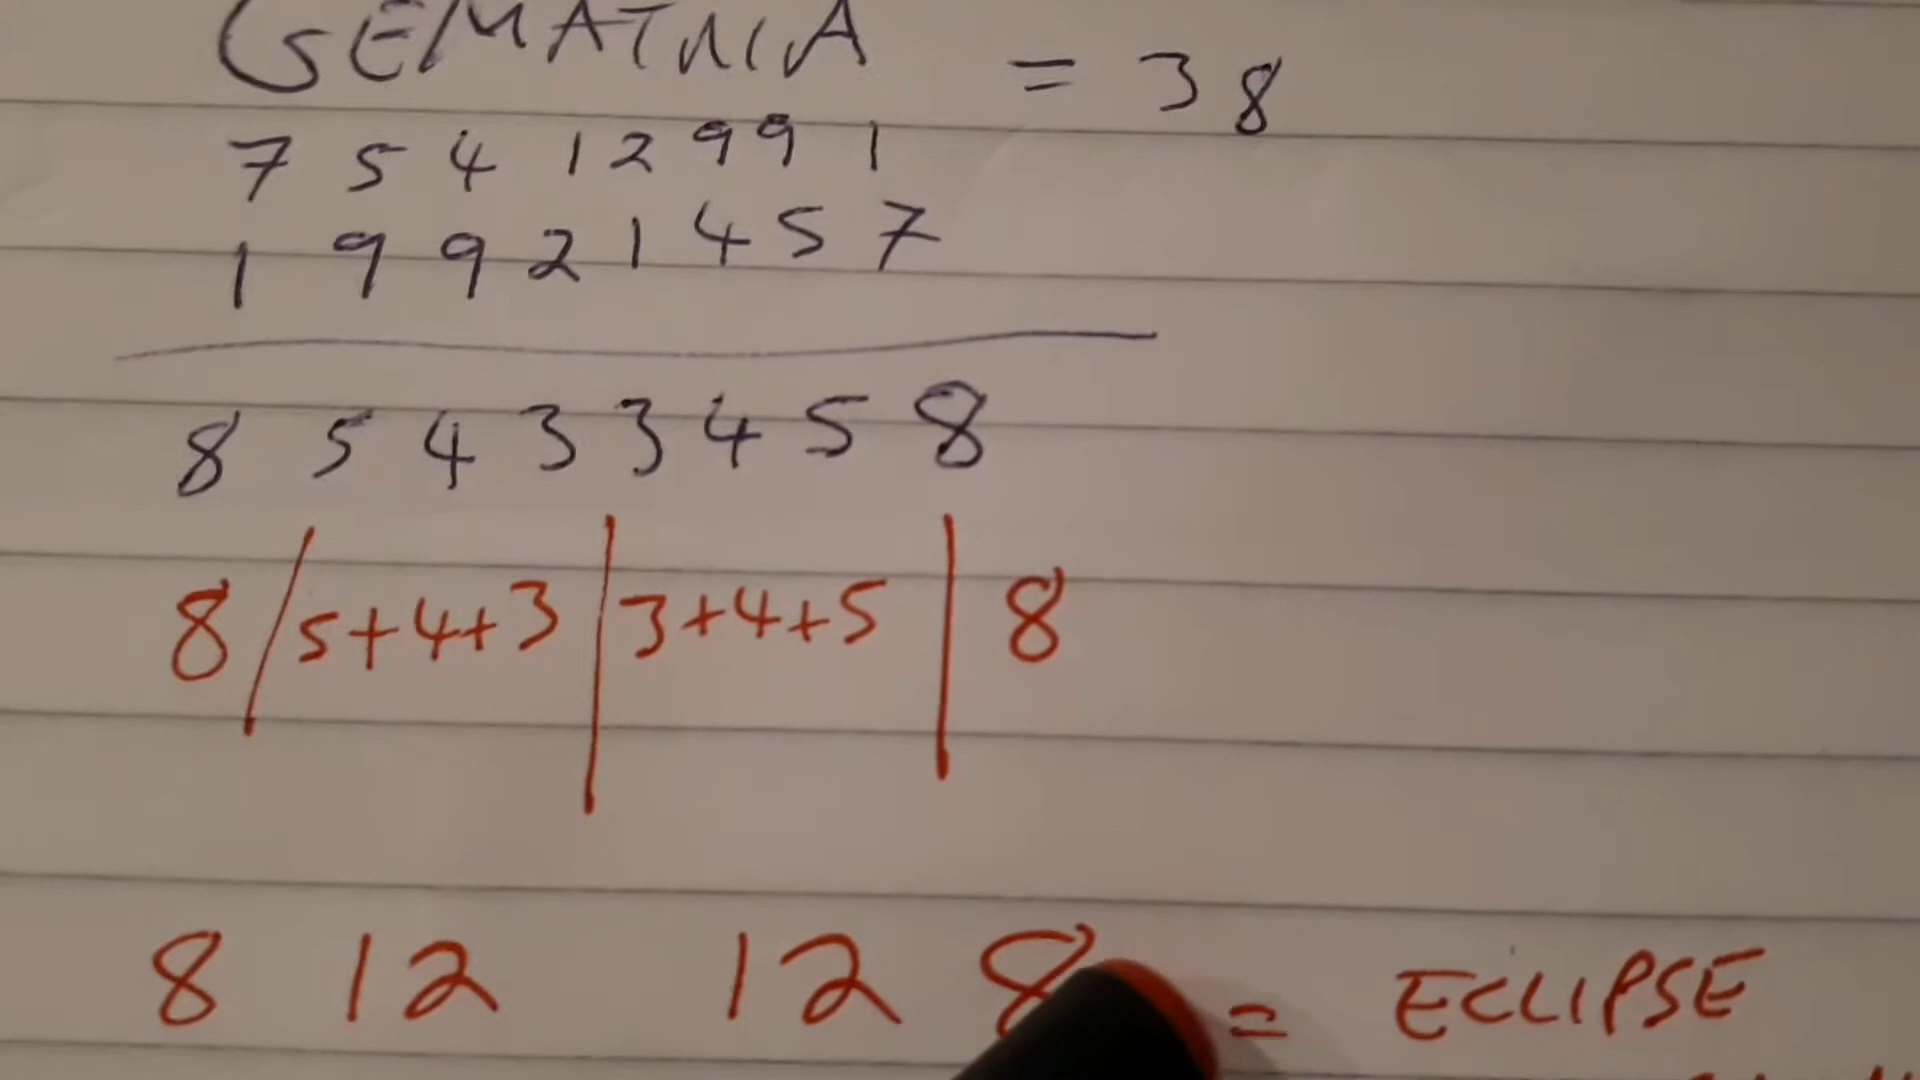 GEMATRIA = 38
7 5 4 1 2 9 9 1
1 9 9 2 1 4 5 7
8 5 4 3 3 4 5 8
8 / 5+4+3 | 3+4+5 | 8
8 12 12 8 = ECLIPSE